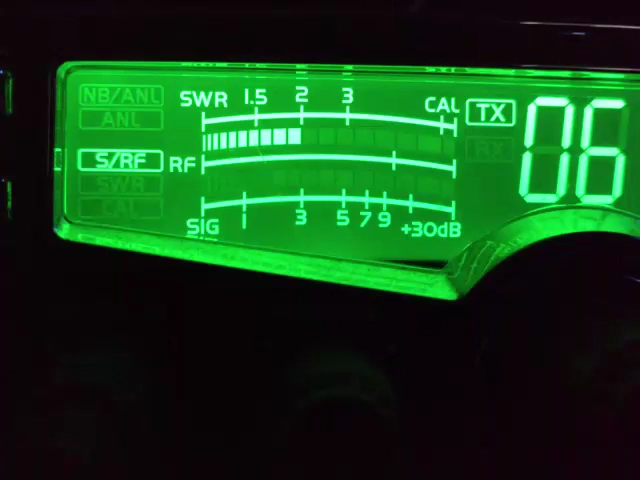 NB/ANL
ANL
S/RF
SWR
CAL
SWR 1.5 2 3 CAL
RF
SIG 1 3 5 7 9 +30dB
TX
RX
06